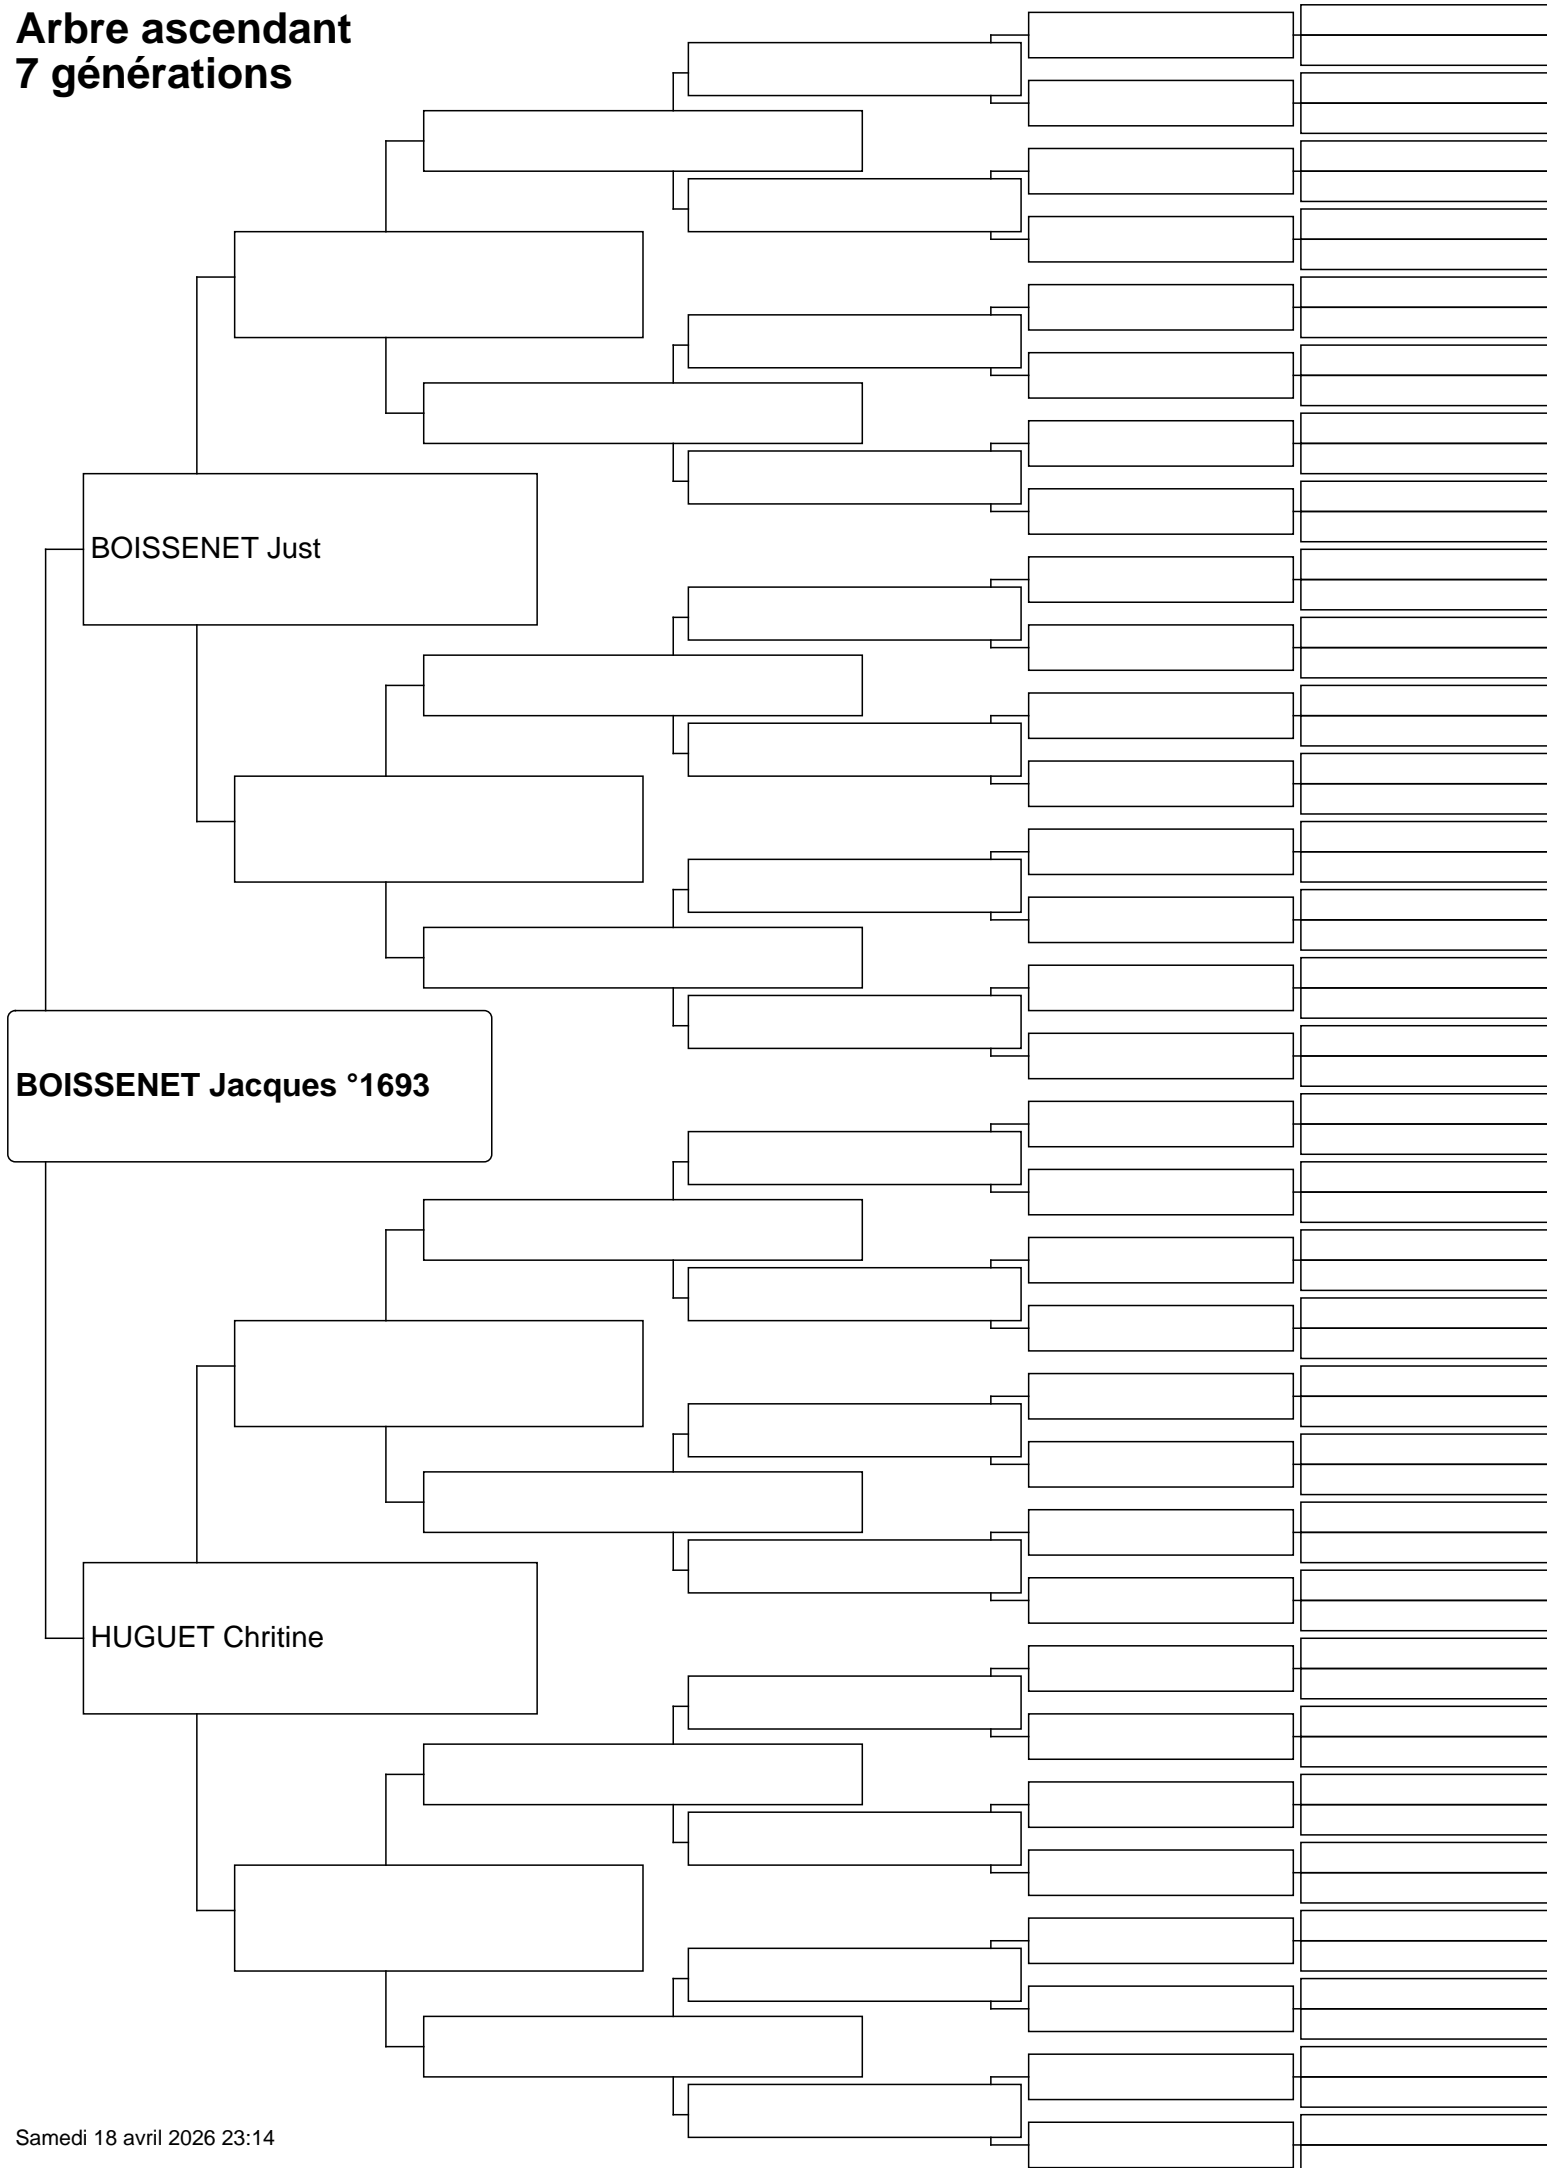 Arbre ascendant
7 générations
BOISSENET Just
BOISSENET Jacques °1693
HUGUET Chritine
Samedi 18 avril 2026 23:14